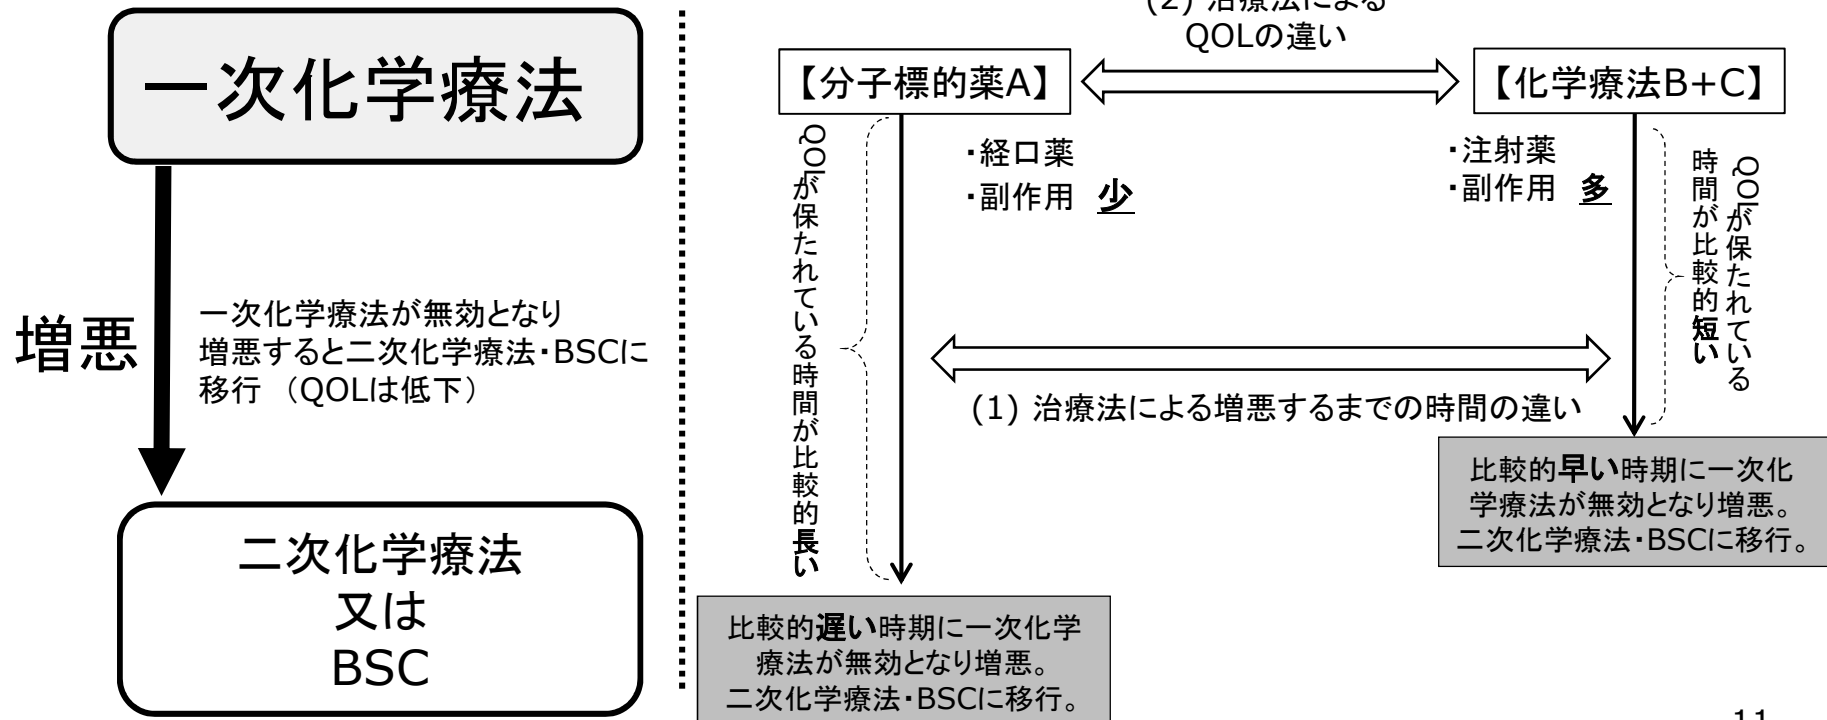 一次化学療法
増悪
一次化学療法が無効となり
増悪すると二次化学療法・BSCに
移行 （QOLは低下）
二次化学療法
又は
BSC
(2) 治療法による
QOLの違い
【分子標的薬A】
【化学療法B+C】
・経口薬
・副作用 少
・注射薬
・副作用 多
QOLが保たれている時間が比較的長い
QOLが保たれている
時間が比較的短い
(1) 治療法による増悪するまでの時間の違い
比較的早い時期に一次化
学療法が無効となり増悪。
二次化学療法・BSCに移行。
比較的遅い時期に一次化学
療法が無効となり増悪。
二次化学療法・BSCに移行。
11